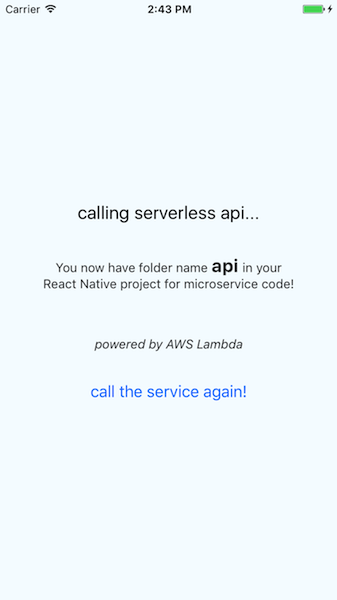 Carrier 2:43 PM
calling serverless api...
You now have folder name api in your
React Native project for microservice code!
powered by AWS Lambda
call the service again!